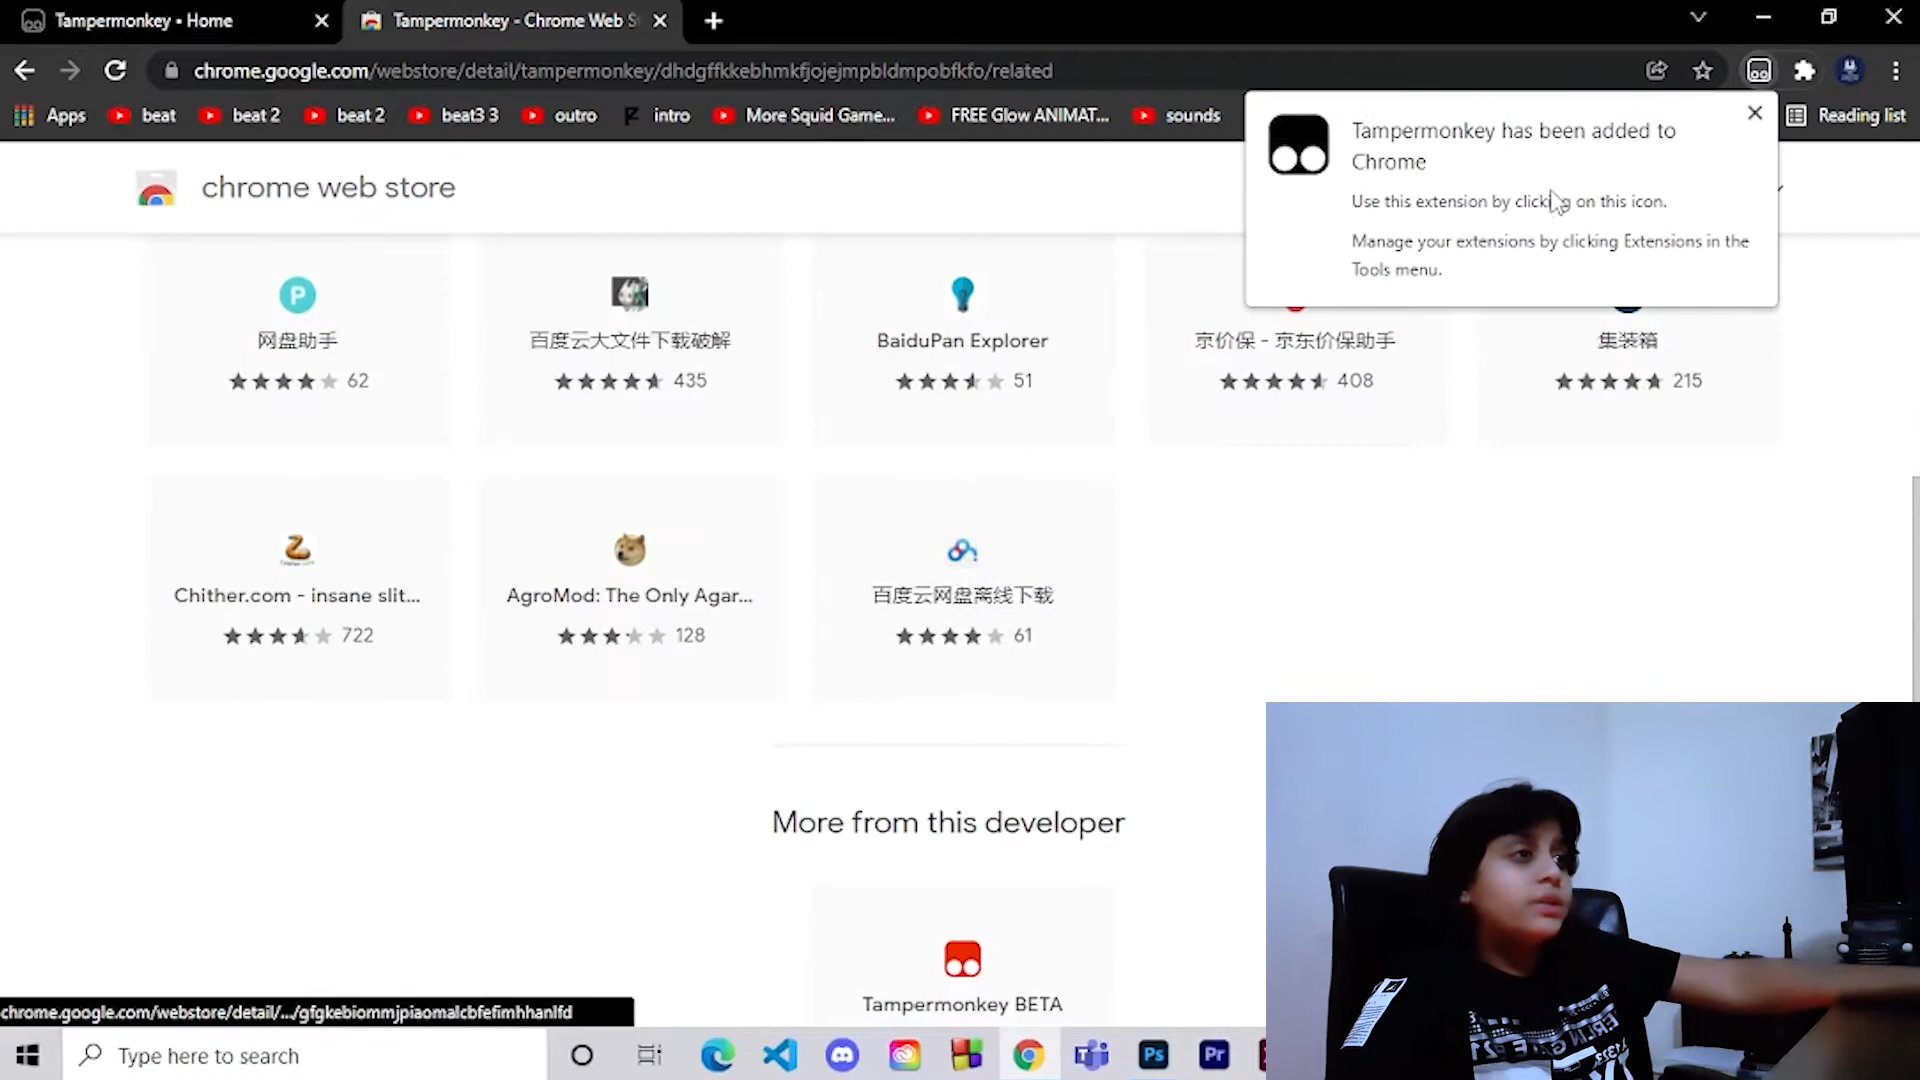 Tampermonkey • Home
Tampermonkey - Chrome Web S
chrome.google.com/webstore/detail/tampermonkey/dhdgffkkebhmkfjojejmpbldmpobfkfo/related
Apps
beat
beat 2
beat 2
beat3 3
outro
intro
More Squid Game...
FREE Glow ANIMAT...
sounds
Reading list
Tampermonkey has been added to
Chrome
Use this extension by clicking on this icon.
Manage your extensions by clicking Extensions in the
Tools menu.
chrome web store
P
网盘助手
62
百度云大文件下载破解
435
BaiduPan Explorer
51
京价保 - 京东价保助手
408
集装箱
215
Chither.com - insane slit...
722
AgroMod: The Only Agar...
128
百度云网盘离线下载
61
More from this developer
Tampermonkey BETA
chrome.google.com/webstore/detail/.../gfgkebiommjpiaomalcbfefimhhanlfd
Type here to search
Ps
Pr